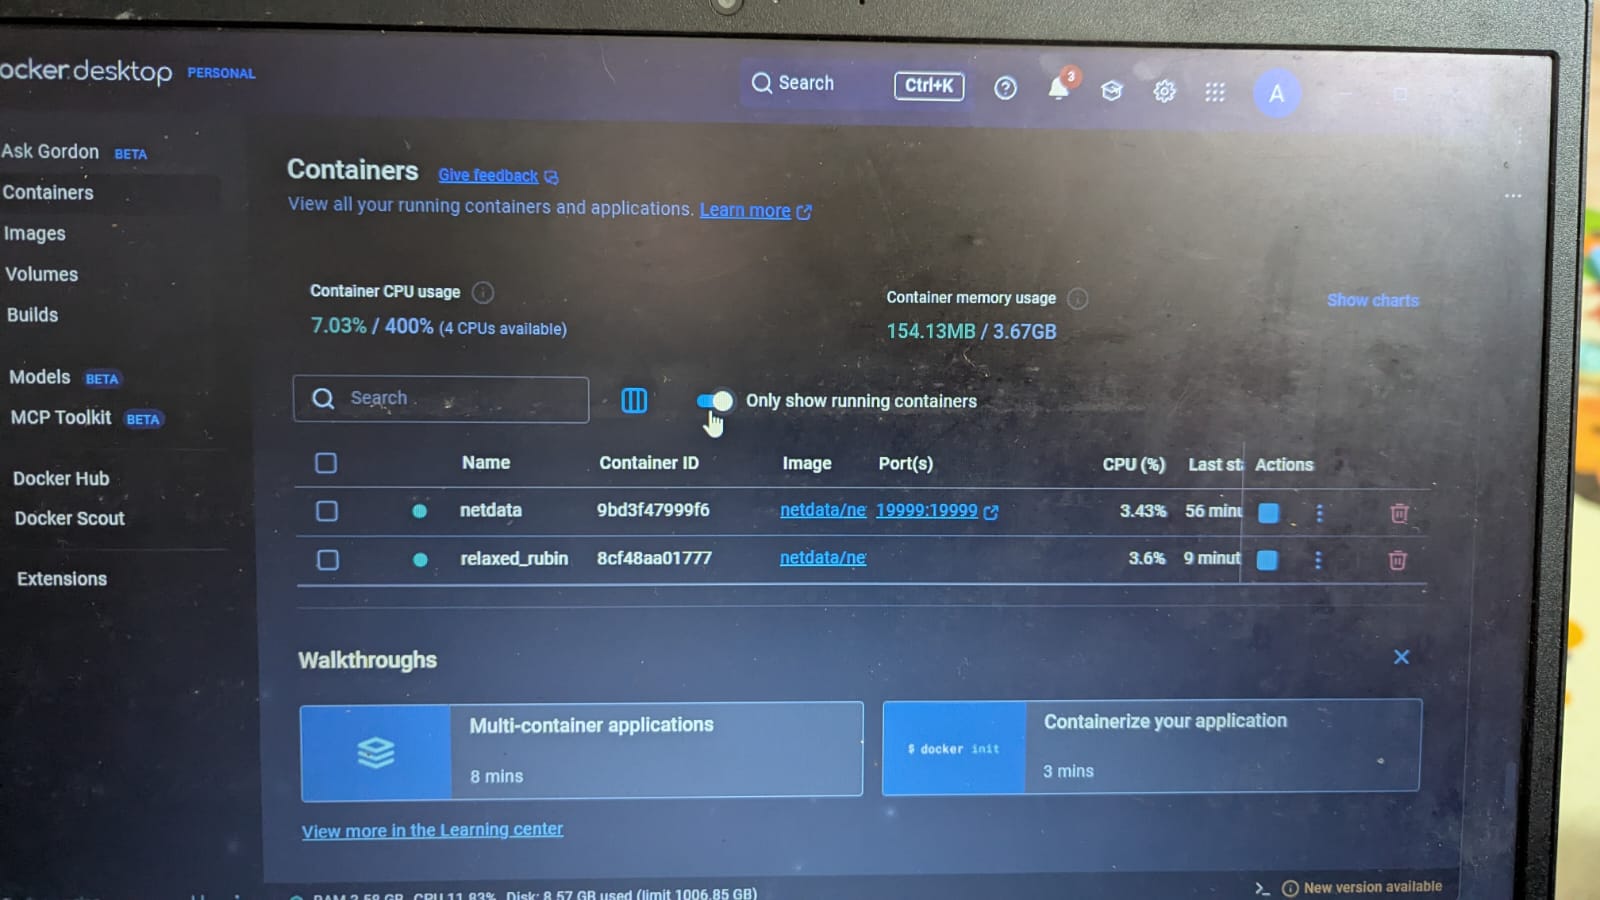 ocker desktop PERSONAL
Search Ctrl+K 3 A
Ask Gordon BETA
Containers
Images
Volumes
Builds
Models BETA
MCP Toolkit BETA
Docker Hub
Docker Scout
Extensions
Containers Give feedback
View all your running containers and applications. Learn more
Container CPU usage
7.03% / 400% (4 CPUs available)
Container memory usage
154.13MB / 3.67GB
Show charts
Search
Only show running containers
Name Container ID Image Port(s) CPU (%) Last st Actions
netdata 9bd3f47999f6 netdata/ne 19999:19999 3.43% 56 minu
relaxed_rubin 8cf48aa01777 netdata/ne 3.6% 9 minut
Walkthroughs
Multi-container applications
8 mins
$ docker init
Containerize your application
3 mins
View more in the Learning center
RAM 3.58 GB CPU 11.83% Disk: 8.57 GB used (limit 1006.85 GB)
New version available